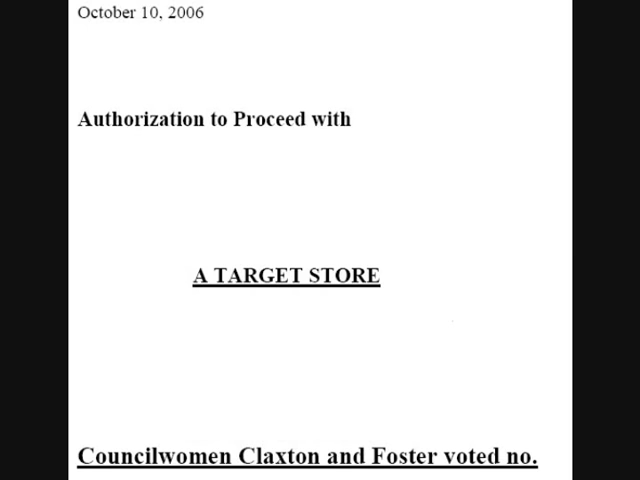 October 10, 2006
Authorization to Proceed with
A TARGET STORE
Councilwomen Claxton and Foster voted no.